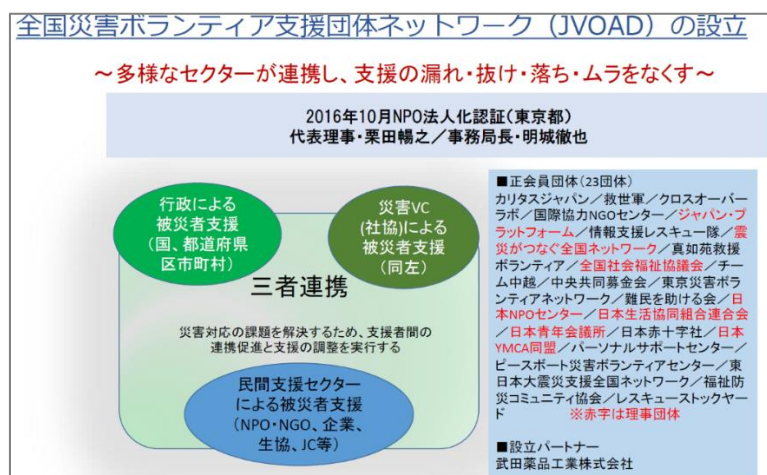 全国災害ボランティア支援団体ネットワーク（JVOAD）の設立
～多様なセクターが連携し、支援の漏れ・抜け・落ち・ムラをなくす～
2016年10月NPO法人化認証（東京都）
代表理事・栗田暢之／事務局長・明城徹也
行政による
被災者支援
（国、都道府県
区市町村）
災害VC
(社協)による
被災者支援
（同左）
三者連携
災害対応の課題を解決するため、支援者間の
連携促進と支援の調整を実行する
民間支援セクター
による被災者支援
（NPO・NGO、企業、
生協、JC等）
■正会員団体（23団体）
カリタスジャパン／救世軍／クロスオーバー
ラボ／国際協力NGOセンター／ジャパン・プ
ラットフォーム／情報支援レスキュー隊／震
災がつなぐ全国ネットワーク／真如苑救援
ボランティア／全国社会福祉協議会／チー
ム中越／中央共同募金会／東京災害ボラ
ンティアネットワーク／難民を助ける会／日
本NPOセンター／日本生活協同組合連合会
／日本青年会議所／日本赤十字社／日本
YMCA同盟／パーソナルサポートセンター／
ピースボート災害ボランティアセンター／東
日本大震災支援全国ネットワーク／福祉防
災コミュニティ協会／レスキューストックヤー
ド　※赤字は理事団体
■設立パートナー
武田薬品工業株式会社